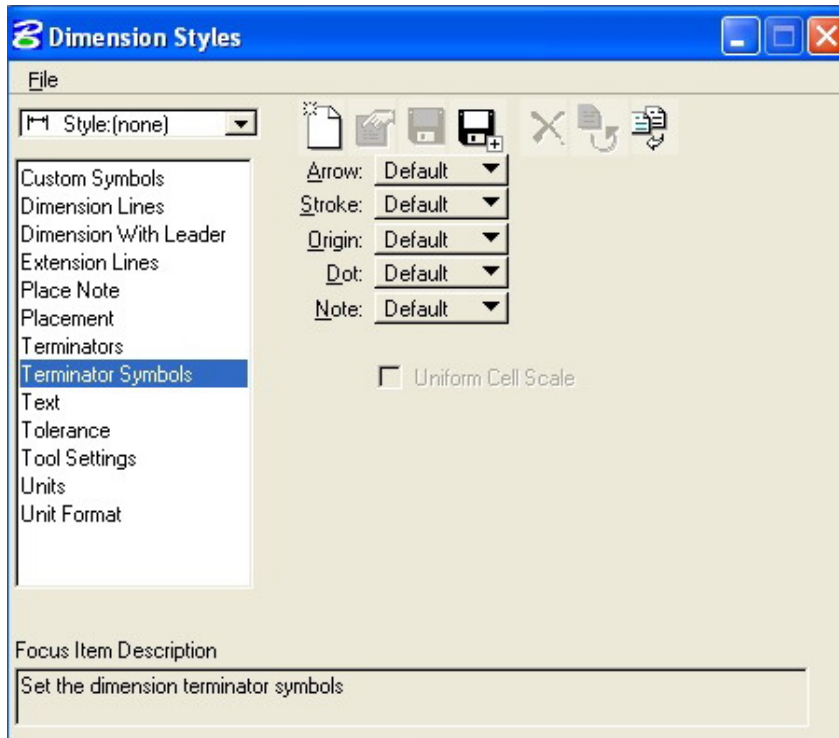 Dimension Styles
File
Style:(none)
Custom Symbols
Dimension Lines
Dimension With Leader
Extension Lines
Place Note
Placement
Terminators
Terminator Symbols
Text
Tolerance
Tool Settings
Units
Unit Format
Arrow: Default
Stroke: Default
Origin: Default
Dot: Default
Note: Default
Uniform Cell Scale
Focus Item Description
Set the dimension terminator symbols